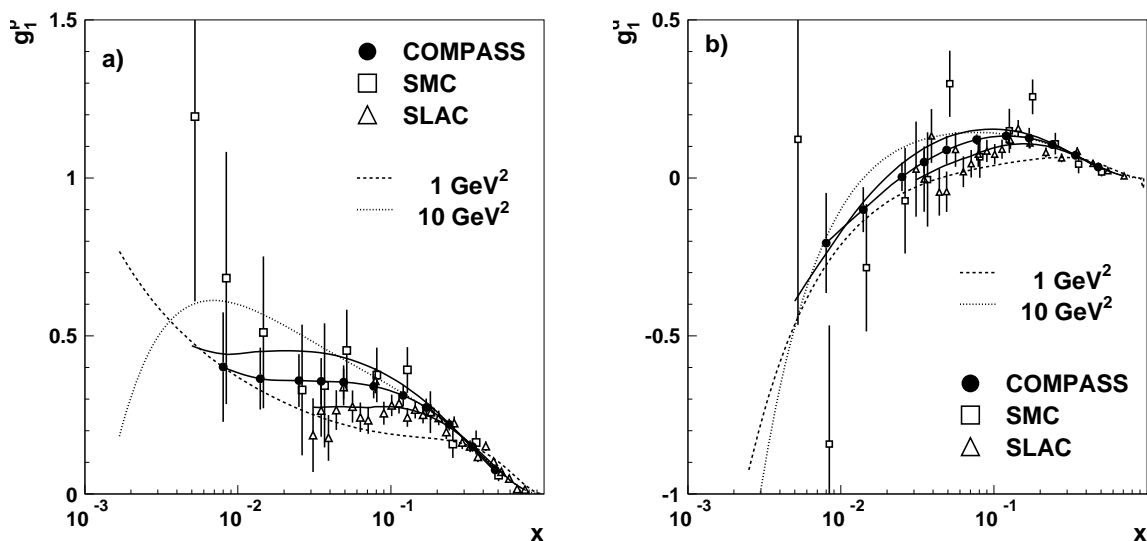 g₁ᵖ
1.5
1
0.5
0
a)
COMPASS
SMC
SLAC
1 GeV²
10 GeV²
10⁻³
10⁻²
10⁻¹
x
0.5
0
-0.5
-1
b)
1 GeV²
10 GeV²
COMPASS
SMC
SLAC
10⁻³
10⁻²
10⁻¹
x